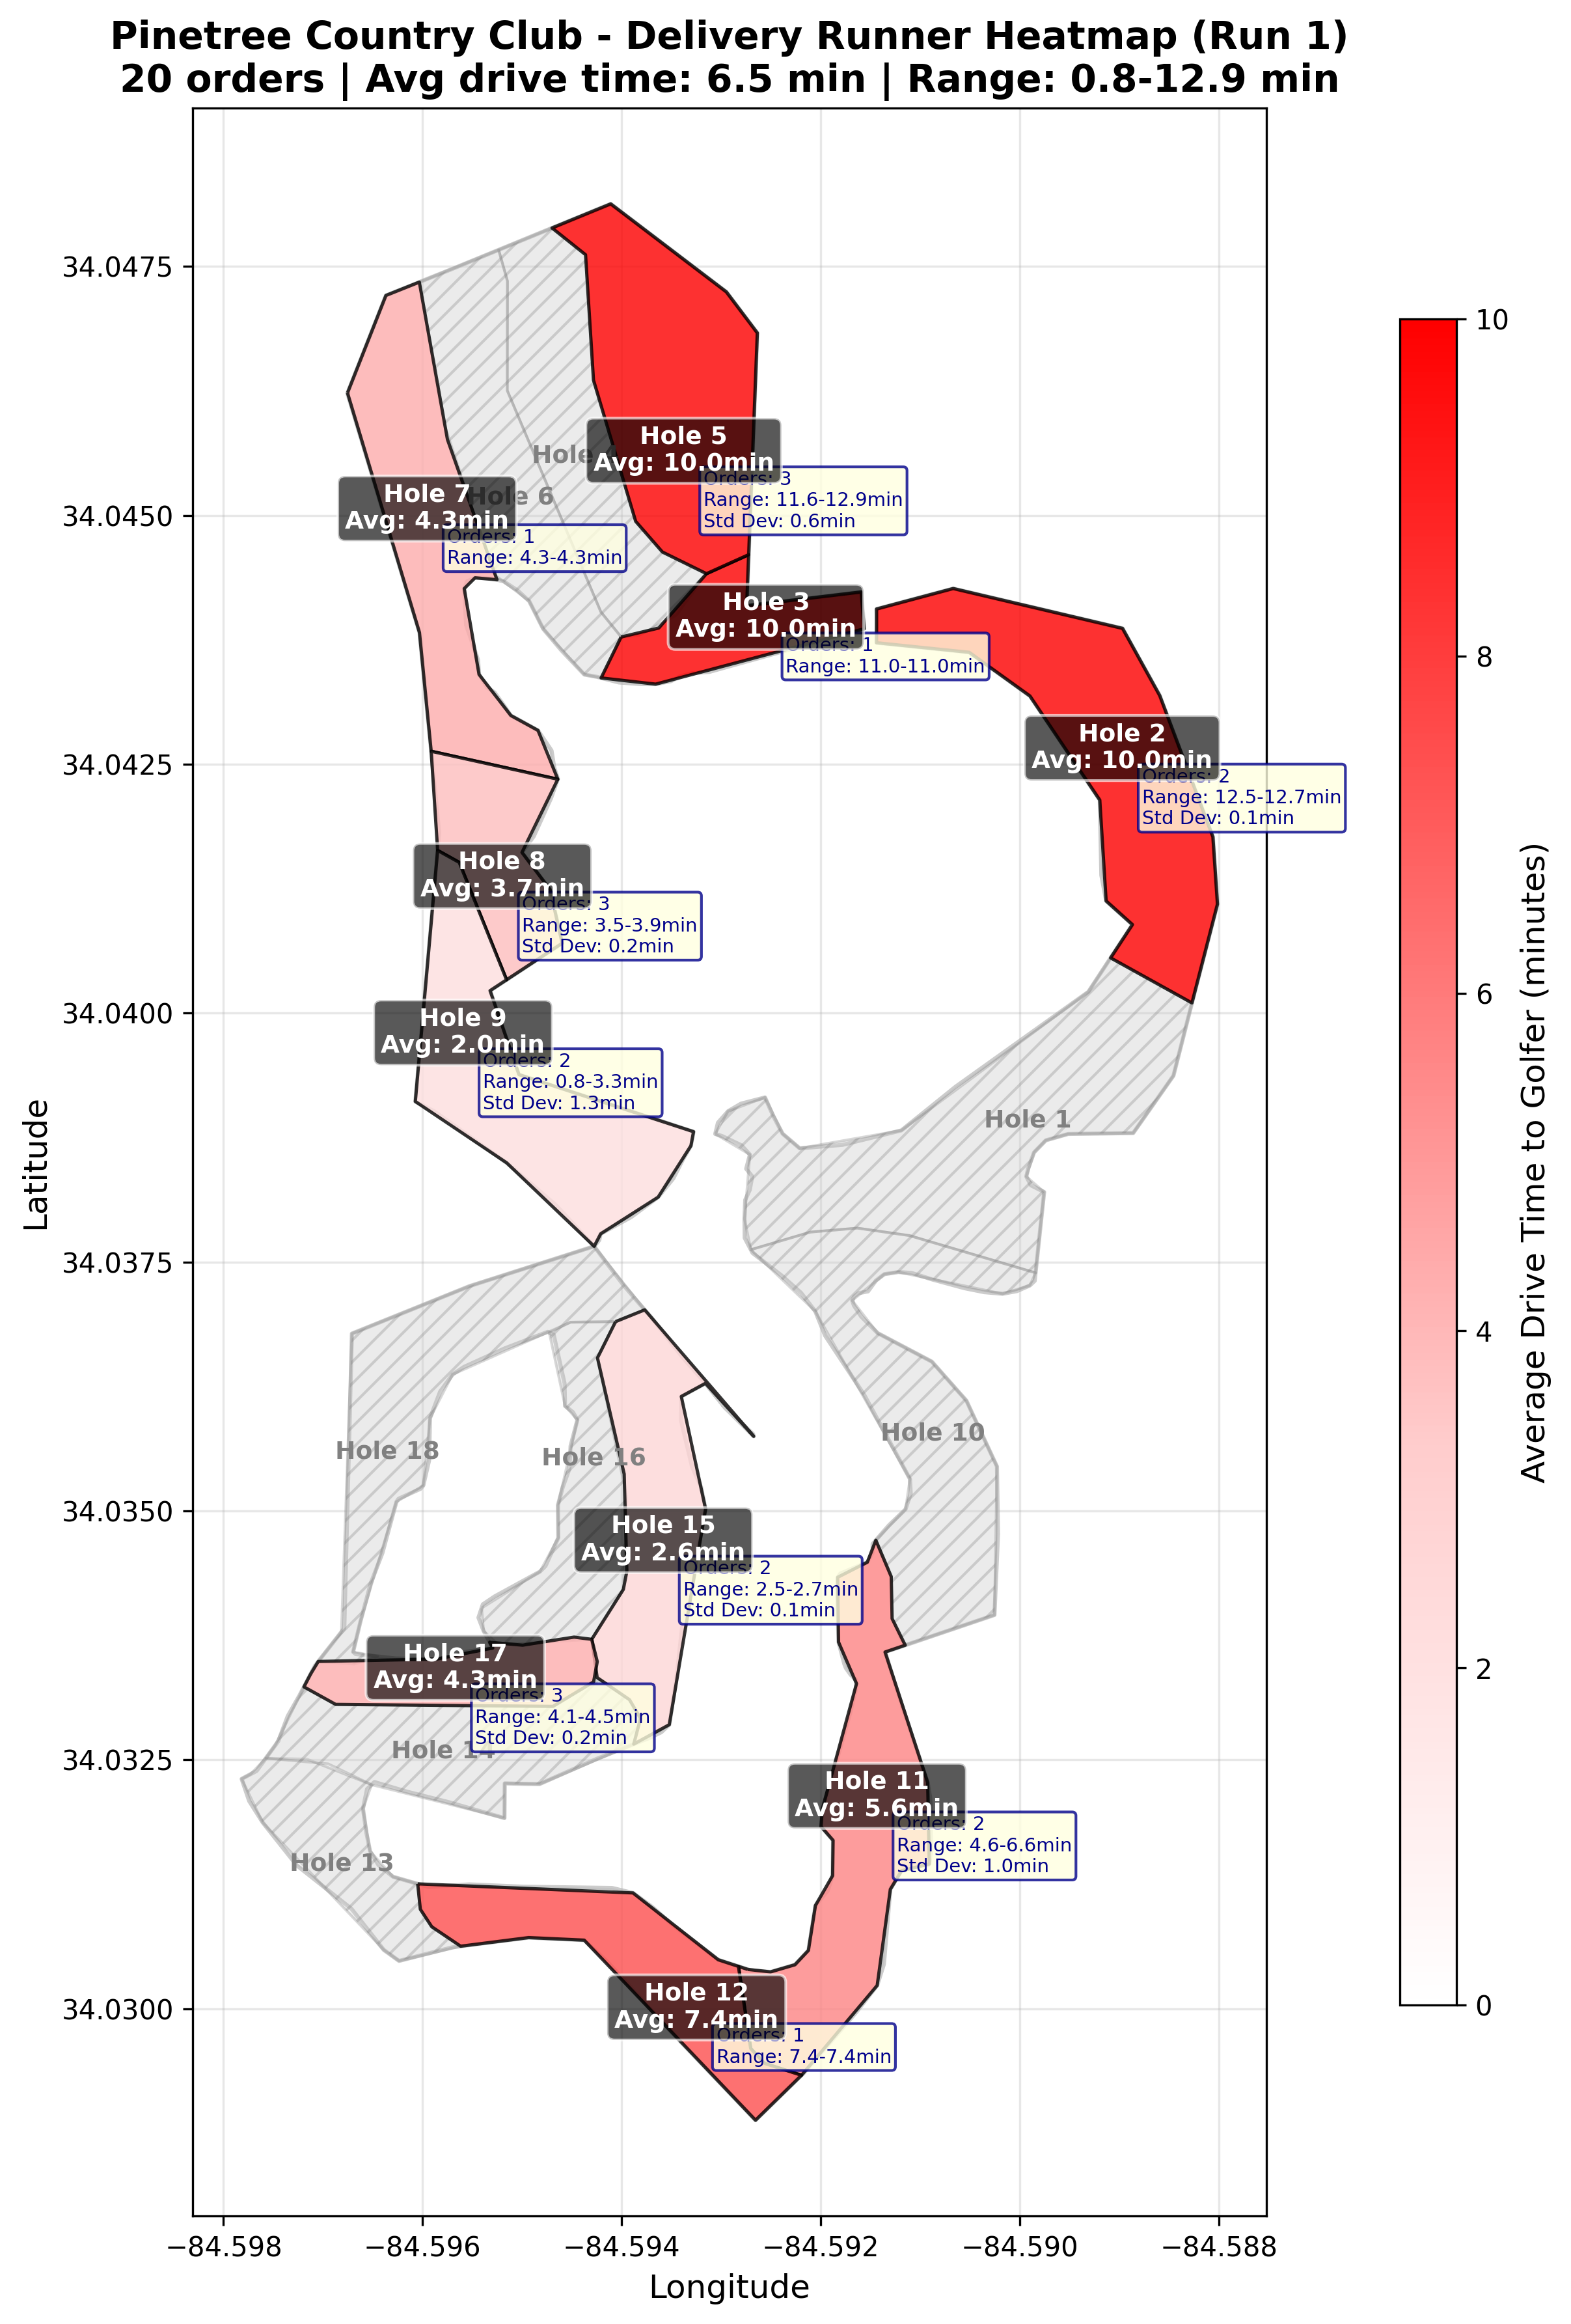 Pinetree Country Club - Delivery Runner Heatmap (Run 1)
20 orders | Avg drive time: 6.5 min | Range: 0.8-12.9 min
Latitude
34.0475
34.0450
34.0425
34.0400
34.0375
34.0350
34.0325
34.0300
Hole
Hole 5
Avg: 10.0min
Orders: 3
Range: 11.6-12.9min
Std Dev: 0.6min
Hole 6
Hole 7
Avg: 4.3min
Orders: 1
Range: 4.3-4.3min
Hole 3
Avg: 10.0min
Orders: 1
Range: 11.0-11.0min
Hole 2
Avg: 10.0min
Orders: 2
Range: 12.5-12.7min
Std Dev: 0.1min
Hole 8
Avg: 3.7min
Orders: 3
Range: 3.5-3.9min
Std Dev: 0.2min
Hole 9
Avg: 2.0min
Orders: 2
Range: 0.8-3.3min
Std Dev: 1.3min
Hole 1
Hole 10
Hole 18
Hole 16
Hole 15
Avg: 2.6min
Orders: 2
Range: 2.5-2.7min
Std Dev: 0.1min
Hole 17
Avg: 4.3min
Orders: 3
Range: 4.1-4.5min
Std Dev: 0.2min
Hole 14
Hole 11
Avg: 5.6min
Orders: 2
Range: 4.6-6.6min
Std Dev: 1.0min
Hole 13
Hole 12
Avg: 7.4min
Orders: 1
Range: 7.4-7.4min
−84.598
−84.596
−84.594
−84.592
−84.590
−84.588
Longitude
10
8
6
4
2
0
Average Drive Time to Golfer (minutes)